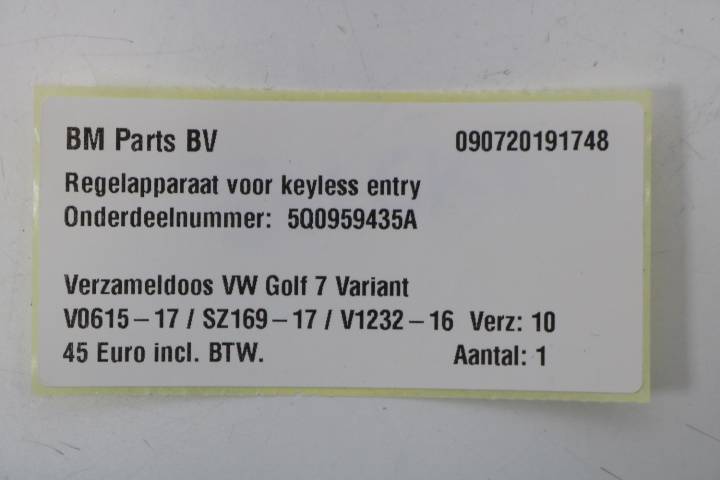 BM Parts BV 090720191748
Regelapparaat voor keyless entry
Onderdeelnummer: 5Q0959435A
Verzameldoos VW Golf 7 Variant
V0615-17 / SZ169-17 / V1232-16 Verz: 10
45 Euro incl. BTW. Aantal: 1